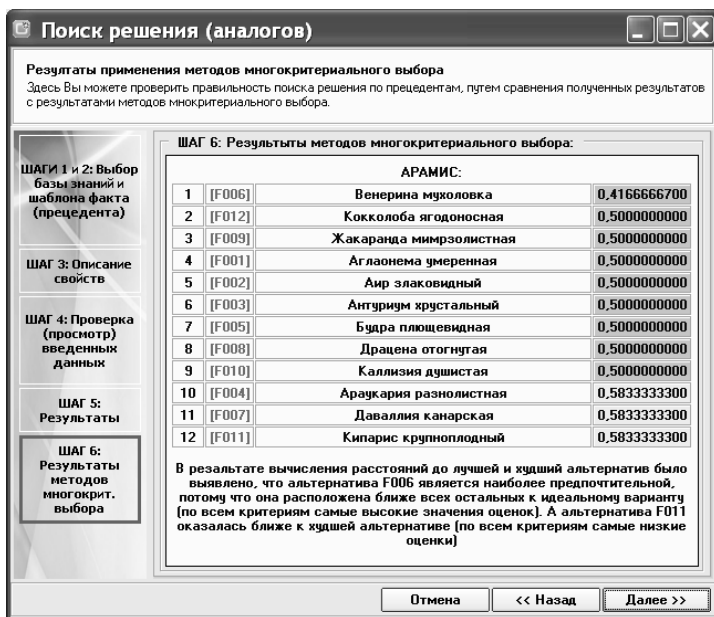 Поиск решения (аналогов)
Резултаты применения методов многокритериального выбора
Здесь Вы можете проверить правильность поиска решения по прецедентам, путем сравнения полученных результатов
с результатами методов мнокритериального выбора.
ШАГИ 1 и 2: Выбор
базы знаний и
шаблона факта
(прецедента)
ШАГ 3: Описание
свойств
ШАГ 4: Проверка
(просмотр)
введенных
данных
ШАГ 5:
Результаты
ШАГ 6:
Результаты
методов
многокрит.
выбора
ШАГ 6: Результыты методов многокритериального выбора:
АРАМИС:
1 [F006] Венерина мухоловка 0,4166666700
2 [F012] Кокколоба ягодоносная 0,5000000000
3 [F009] Жакаранда мимрзолистная 0,5000000000
4 [F001] Аглаонема умеренная 0,5000000000
5 [F002] Аир злаковидный 0,5000000000
6 [F003] Антуриум хрустальный 0,5000000000
7 [F005] Будра плющевидная 0,5000000000
8 [F008] Драцена отогнутая 0,5000000000
9 [F010] Каллизия душистая 0,5000000000
10 [F004] Араукария разнолистная 0,5833333300
11 [F007] Даваллия канарская 0,5833333300
12 [F011] Кипарис крупноплодный 0,5833333300
В резальтате вычисления расстояний до лучшей и худший альтернатив было
выявлено, что альтернатива F006 является наиболее предпочтительной,
потому что она расположена ближе всех остальных к идеальному варианту
(по всем критериям самые высокие значения оценок). А альтернатива F011
оказалась ближе к худшей альтернативе (по всем критериям самые низкие
оценки)
Отмена
<< Назад
Далее >>